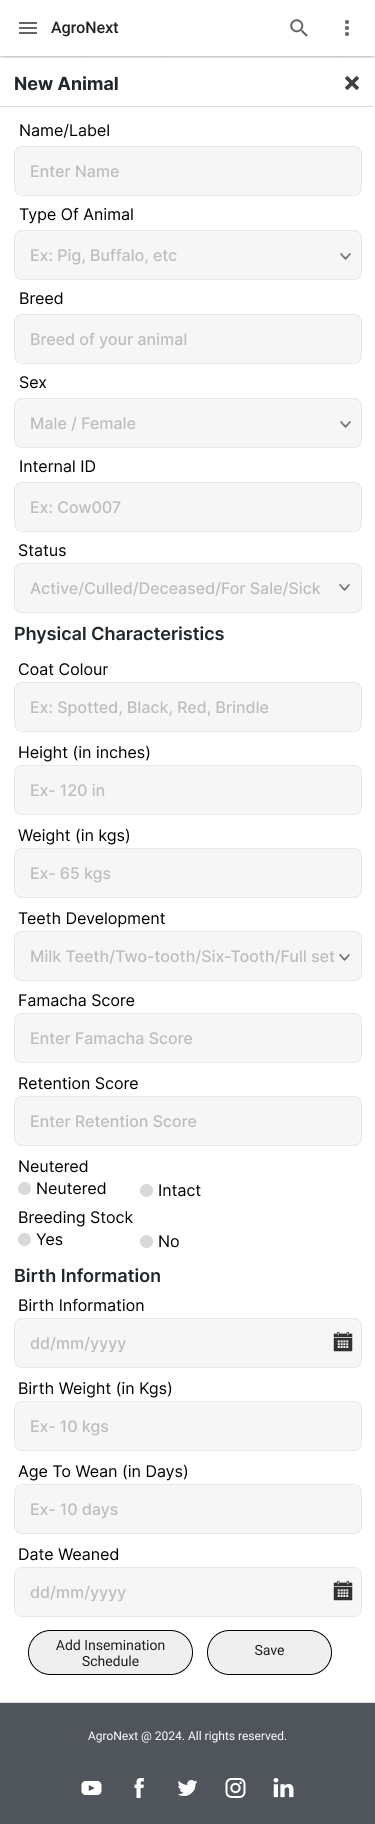 AgroNext
New Animal
Name/Label
Enter Name
Type Of Animal
Ex: Pig, Buffalo, etc
Breed
Breed of your animal
Sex
Male / Female
Internal ID
Ex: Cow007
Status
Active/Culled/Deceased/For Sale/Sick
Physical Characteristics
Coat Colour
Ex: Spotted, Black, Red, Brindle
Height (in inches)
Ex- 120 in
Weight (in kgs)
Ex- 65 kgs
Teeth Development
Milk Teeth/Two-tooth/Six-Tooth/Full set
Famacha Score
Enter Famacha Score
Retention Score
Enter Retention Score
Neutered
Neutered Intact
Breeding Stock
Yes No
Birth Information
Birth Information
dd/mm/yyyy
Birth Weight (in Kgs)
Ex- 10 kgs
Age To Wean (in Days)
Ex- 10 days
Date Weaned
dd/mm/yyyy
Add Insemination
Schedule
Save
AgroNext @ 2024. All rights reserved.